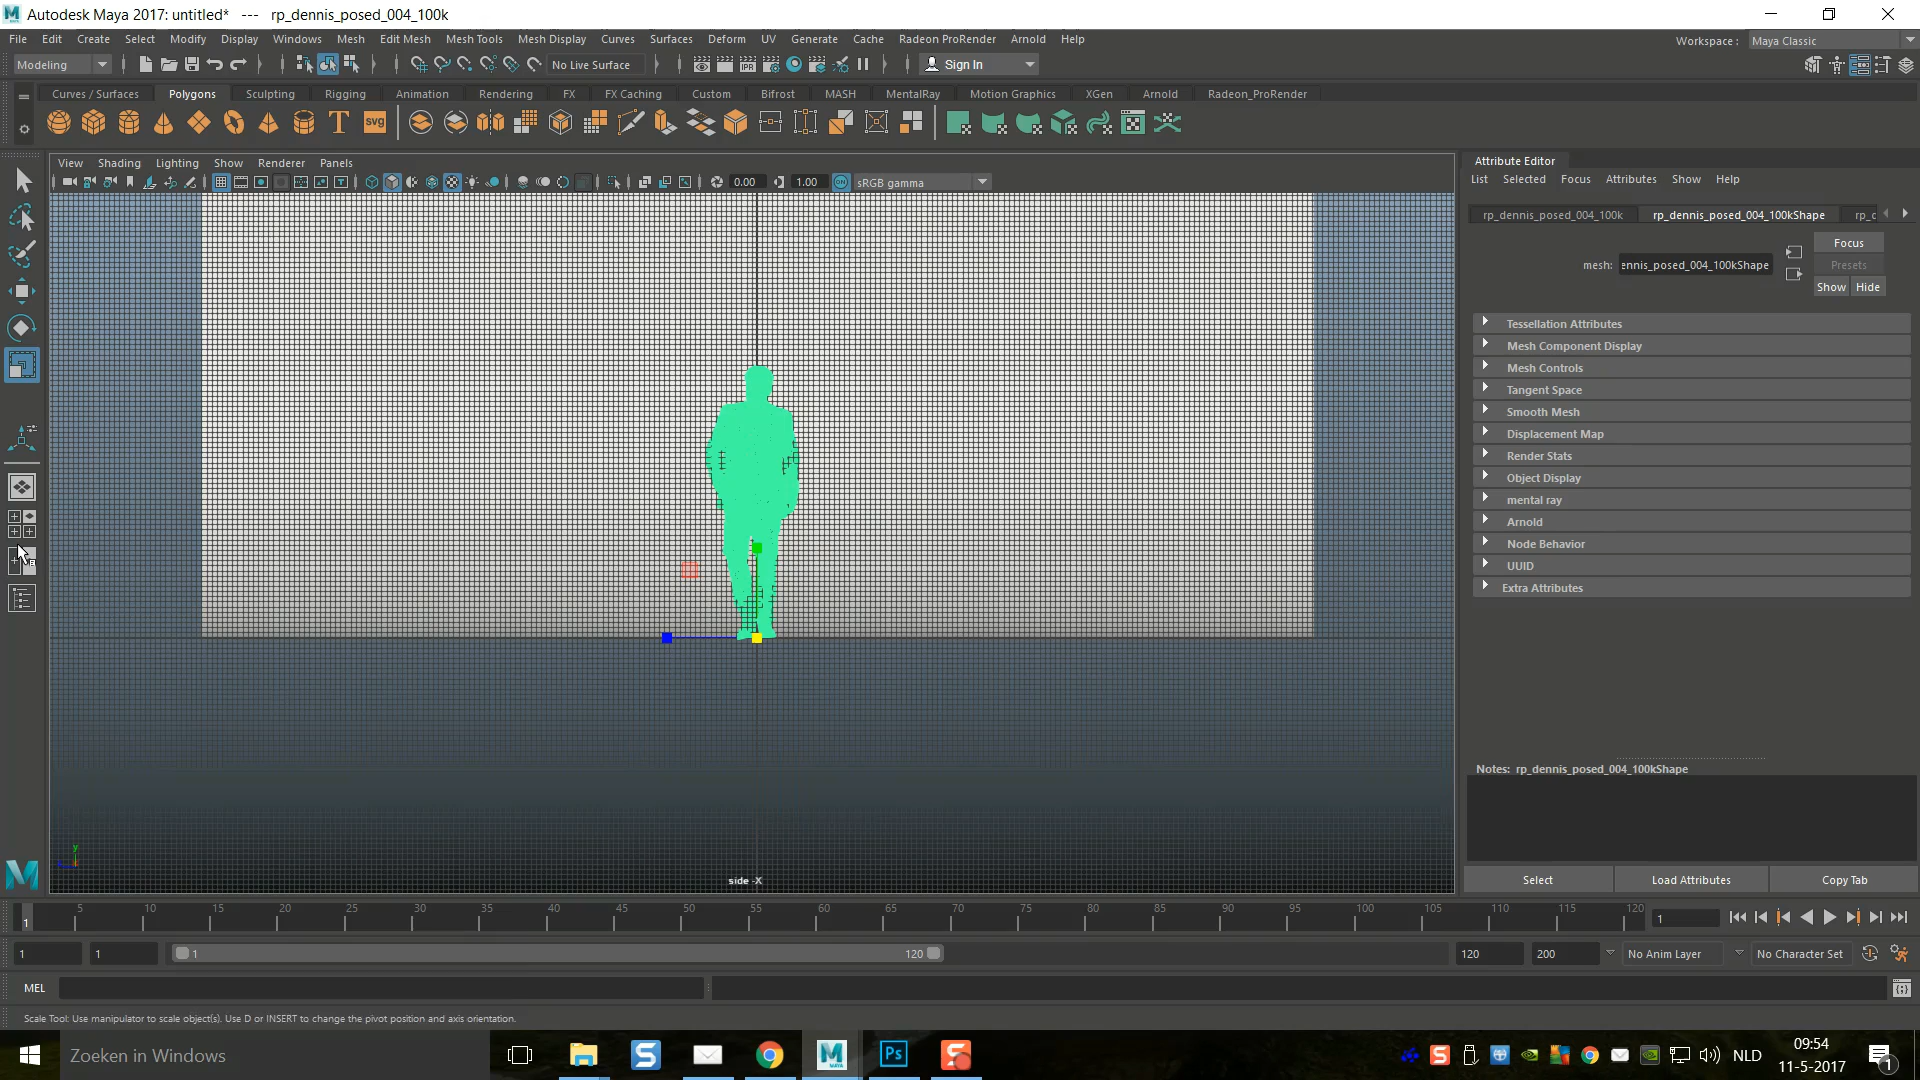 Autodesk Maya 2017: untitled*   ---   rp_dennis_posed_004_100k
File Edit Create Select Modify Display Windows Mesh Edit Mesh Mesh Tools Mesh Display Curves Surfaces Deform UV Generate Cache Radeon ProRender Arnold Help
Workspace : Maya Classic
Modeling No Live Surface Sign In
Curves / Surfaces Polygons Sculpting Rigging Animation Rendering FX FX Caching Custom Bifrost MASH MentalRay Motion Graphics XGen Arnold Radeon_ProRender
T svg
View Shading Lighting Show Renderer Panels
0.00 1.00 ON sRGB gamma
Attribute Editor
List Selected Focus Attributes Show Help
rp_dennis_posed_004_100k rp_dennis_posed_004_100kShape rp_c
Focus
mesh: ennis_posed_004_100kShape Presets
Show Hide
Tessellation Attributes
Mesh Component Display
Mesh Controls
Tangent Space
Smooth Mesh
Displacement Map
Render Stats
Object Display
mental ray
Arnold
Node Behavior
UUID
Extra Attributes
Notes: rp_dennis_posed_004_100kShape
y
side -X
Select Load Attributes Copy Tab
5 10 15 20 25 30 35 40 45 50 55 60 65 70 75 80 85 90 95 100 105 110 115 120
1 1
1 1 1 120 120 200 No Anim Layer No Character Set
MEL
Scale Tool: Use manipulator to scale object(s). Use D or INSERT to change the pivot position and axis orientation.
Zoeken in Windows
NLD
09:54
11-5-2017
1